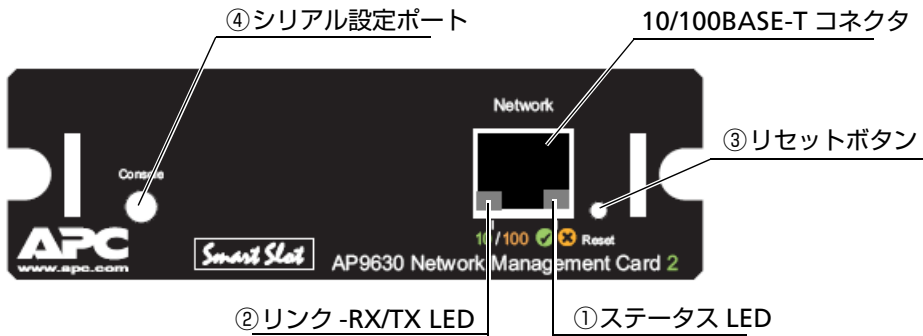 ④シリアル設定ポート
10/100BASE-T コネクタ
Network
③リセットボタン
Console
10/100 Reset
APC
www.apc.com
Smart Slot
AP9630 Network Management Card 2
②リンク -RX/TX LED
①ステータス LED